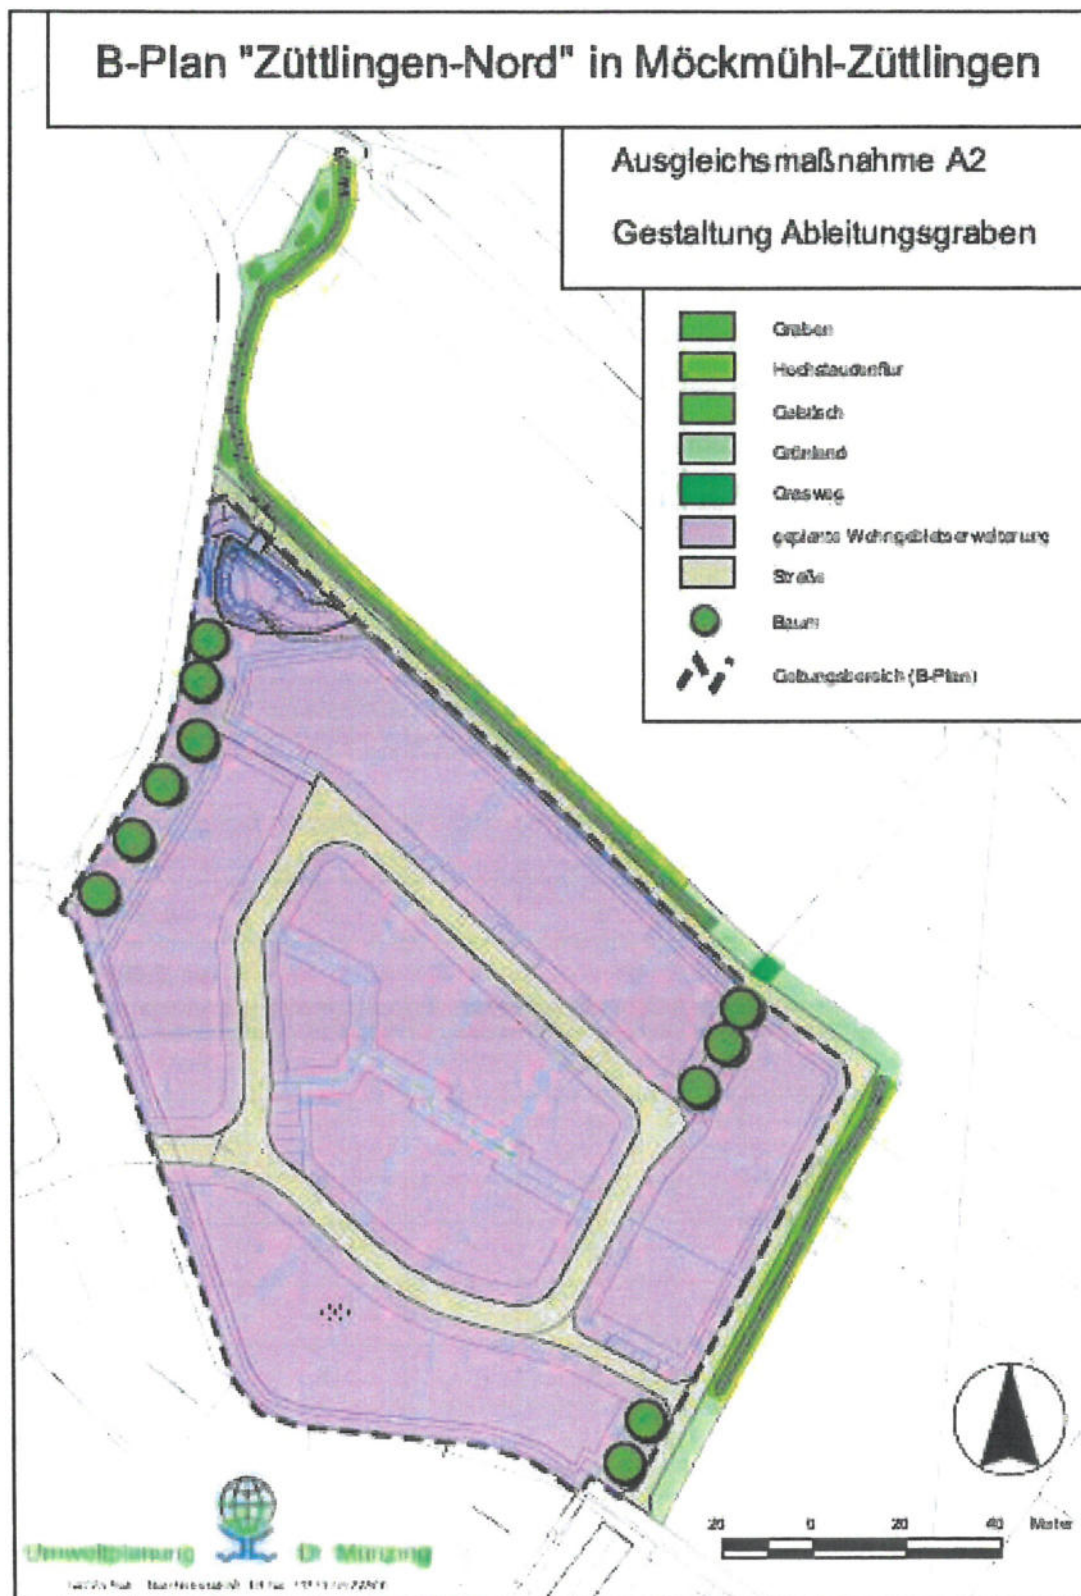 B-Plan "Züttlingen-Nord" in Möckmühl-Züttlingen
Ausgleichsmaßnahme A2
Gestaltung Ableitungsgraben
Graben
Hochstaudenflur
Gebüsch
Grünland
Grasweg
geplante Wohngebietserweiterung
Straße
Baum
Geltungsbereich (B-Plan)
20 0 20 40 Meter
Umweltplanung Dr. Münzing